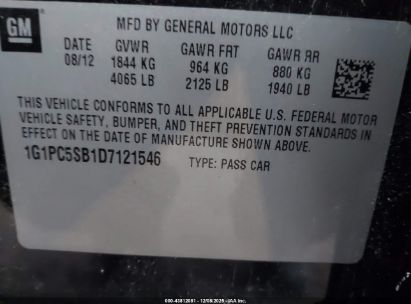 GM
MFD BY GENERAL MOTORS LLC
DATE GVWR GAWR FRT GAWR RR
08/12 1844 KG 964 KG 880 KG
4065 LB 2125 LB 1940 LB
THIS VEHICLE CONFORMS TO ALL APPLICABLE U.S. FEDERAL MOTOR
VEHICLE SAFETY, BUMPER, AND THEFT PREVENTION STANDARDS IN
EFFECT ON THE DATE OF MANUFACTURE SHOWN ABOVE.
1G1PC5SB1D7121546 TYPE: PASS CAR